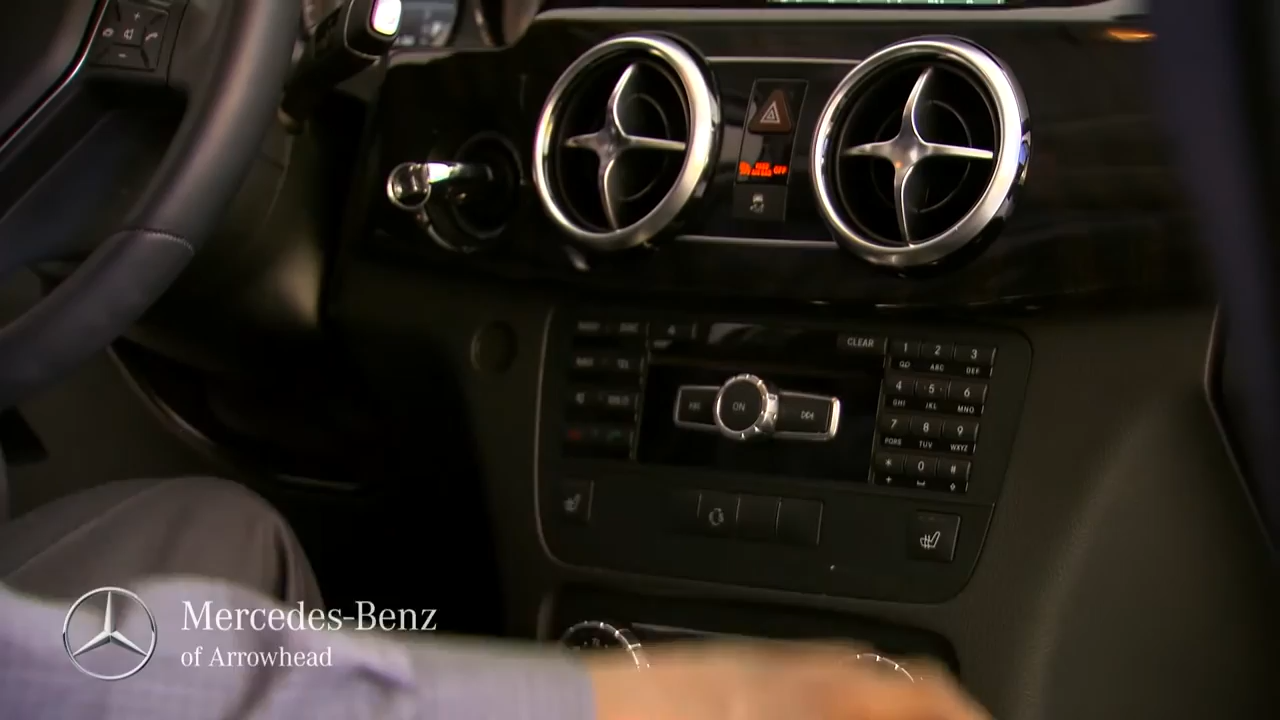 OFF
CLEAR
1 2 3
ABC DEF
4 5 6
GHI JKL MNO
7 8 9
PQRS TUV WXYZ
* 0 #
+
ON
Mercedes-Benz
of Arrowhead